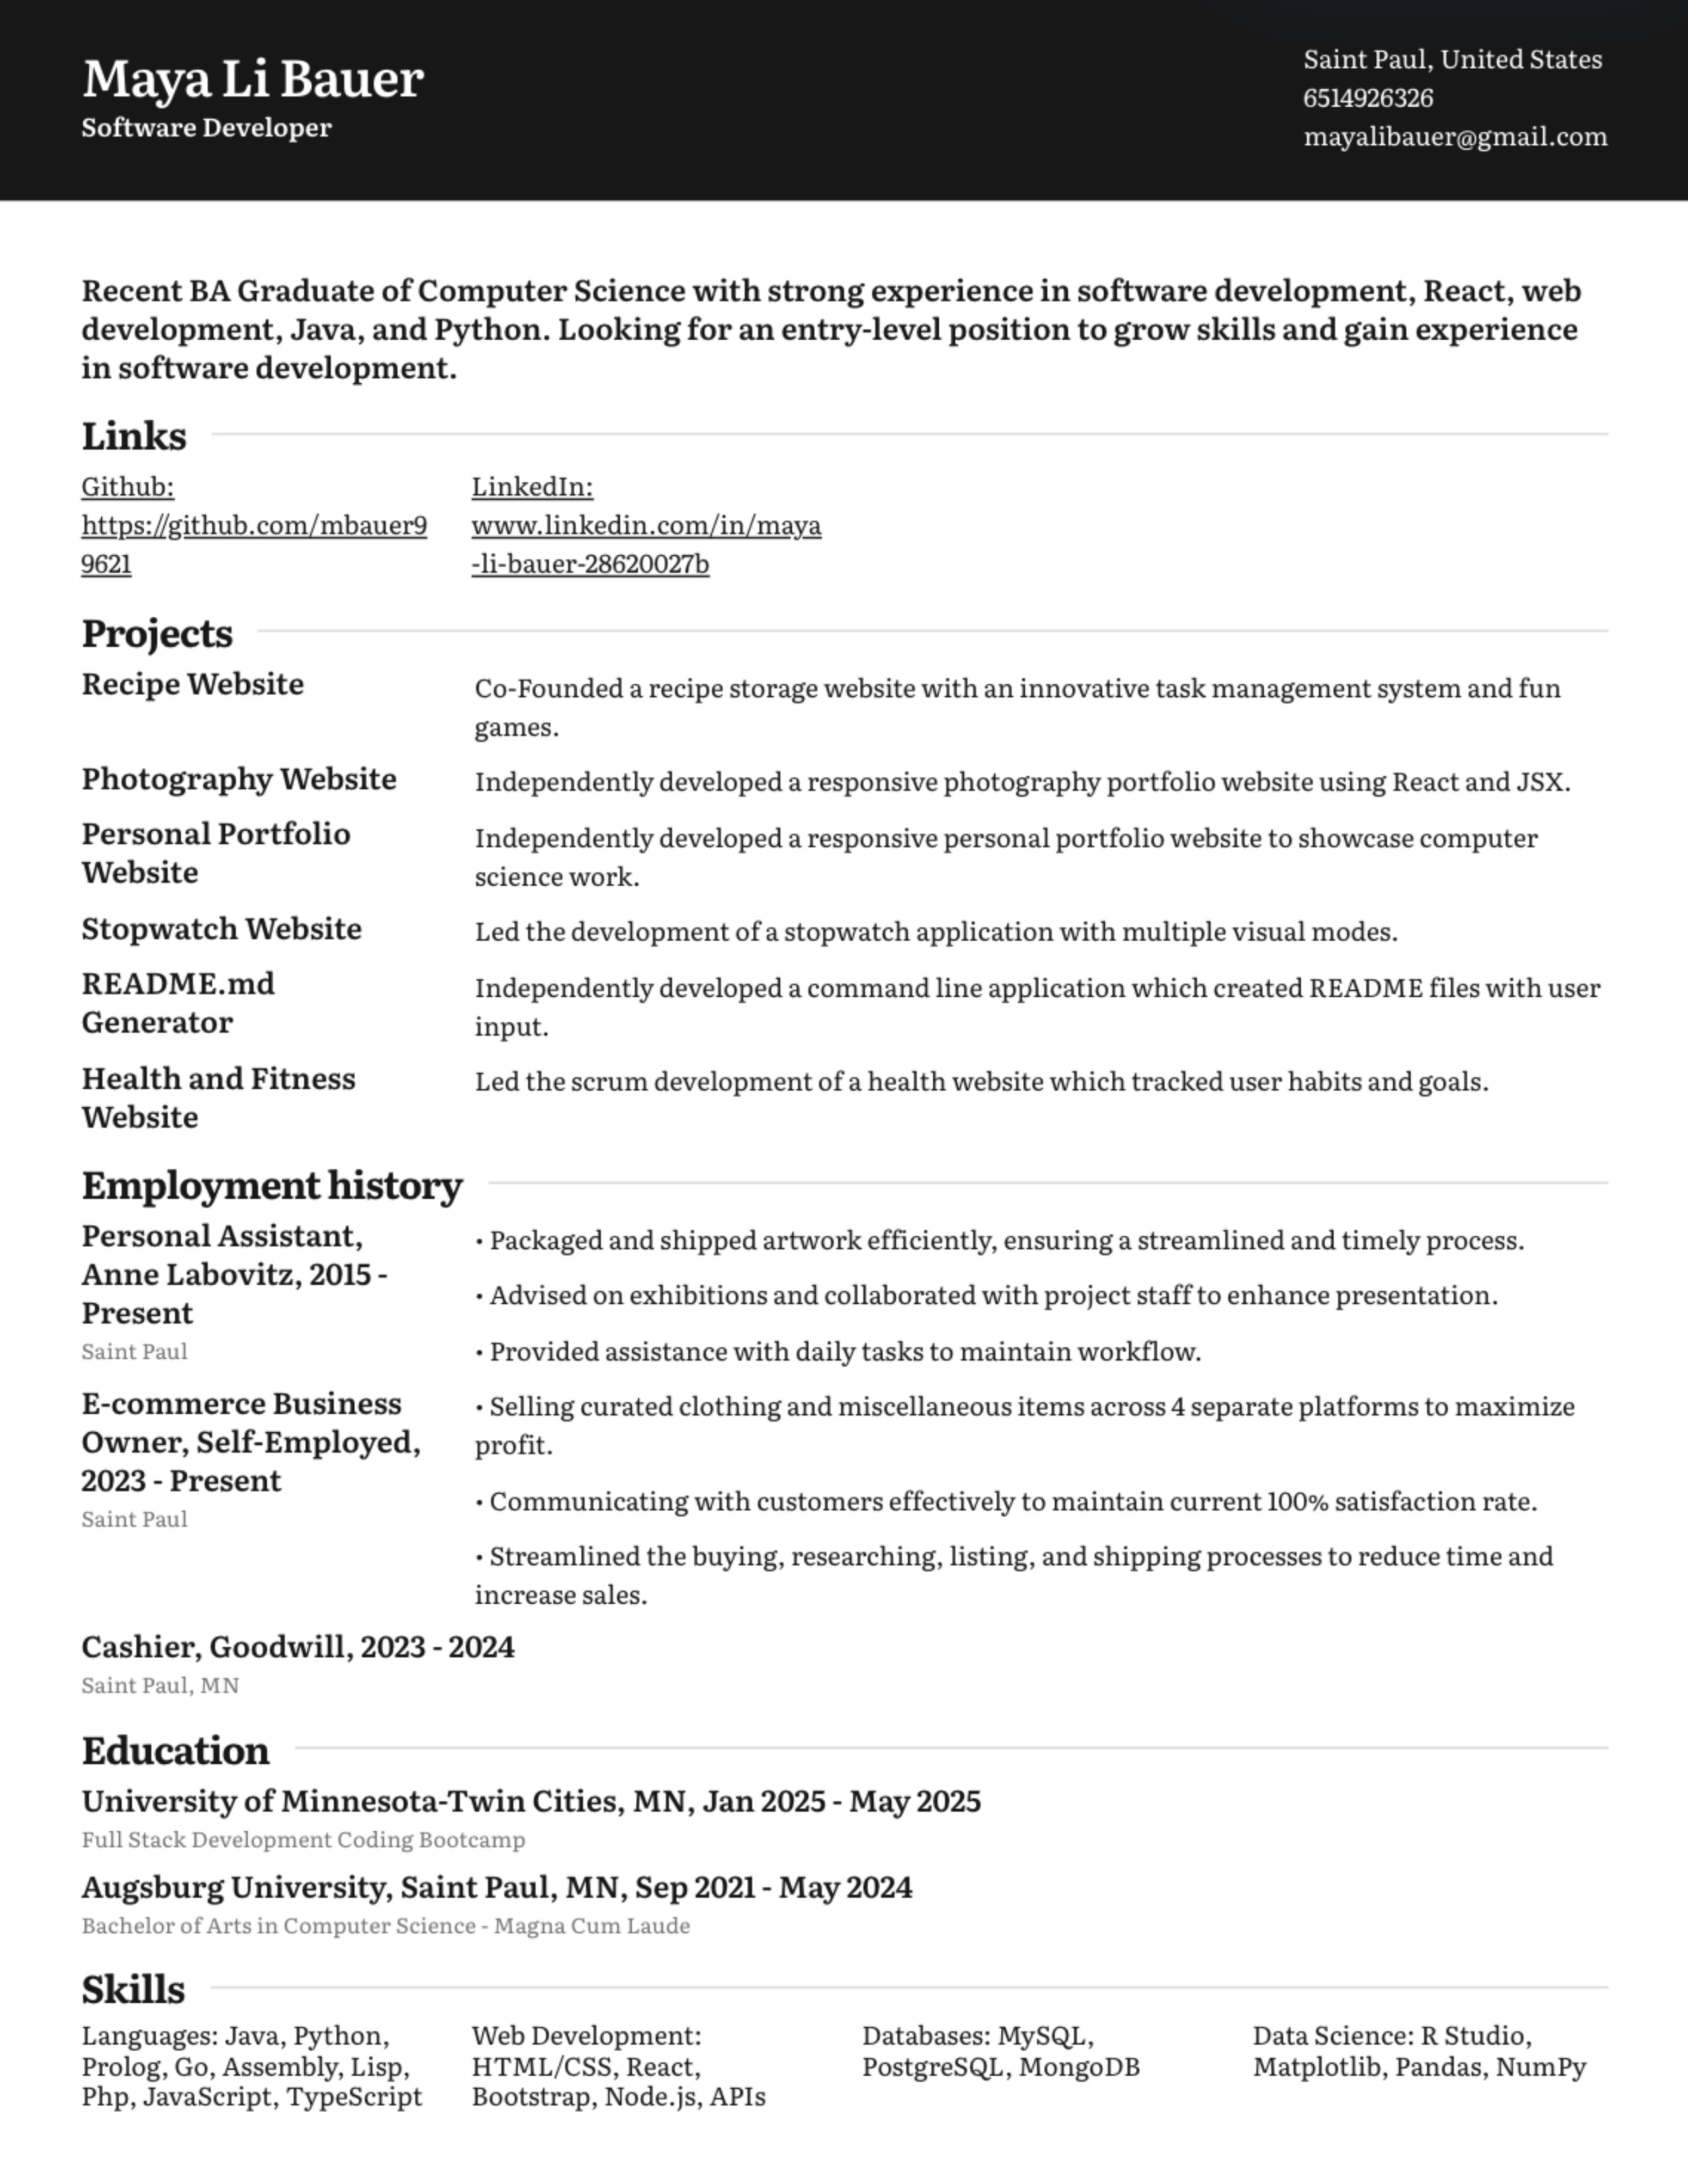 Maya Li Bauer
Software Developer
Saint Paul, United States
6514926326
mayalibauer@gmail.com
Recent BA Graduate of Computer Science with strong experience in software development, React, web
development, Java, and Python. Looking for an entry-level position to grow skills and gain experience
in software development.
Links
Github:
https://github.com/mbauer9
9621
LinkedIn:
www.linkedin.com/in/maya
-li-bauer-28620027b
Projects
Recipe Website
Co-Founded a recipe storage website with an innovative task management system and fun
games.
Photography Website
Independently developed a responsive photography portfolio website using React and JSX.
Personal Portfolio
Website
Independently developed a responsive personal portfolio website to showcase computer
science work.
Stopwatch Website
Led the development of a stopwatch application with multiple visual modes.
README.md
Generator
Independently developed a command line application which created README files with user
input.
Health and Fitness
Website
Led the scrum development of a health website which tracked user habits and goals.
Employment history
Personal Assistant,
Anne Labovitz, 2015 -
Present
Saint Paul
• Packaged and shipped artwork efficiently, ensuring a streamlined and timely process.
• Advised on exhibitions and collaborated with project staff to enhance presentation.
• Provided assistance with daily tasks to maintain workflow.
E-commerce Business
Owner, Self-Employed,
2023 - Present
Saint Paul
• Selling curated clothing and miscellaneous items across 4 separate platforms to maximize
profit.
• Communicating with customers effectively to maintain current 100% satisfaction rate.
• Streamlined the buying, researching, listing, and shipping processes to reduce time and
increase sales.
Cashier, Goodwill, 2023 - 2024
Saint Paul, MN
Education
University of Minnesota-Twin Cities, MN, Jan 2025 - May 2025
Full Stack Development Coding Bootcamp
Augsburg University, Saint Paul, MN, Sep 2021 - May 2024
Bachelor of Arts in Computer Science - Magna Cum Laude
Skills
Languages: Java, Python,
Prolog, Go, Assembly, Lisp,
Php, JavaScript, TypeScript
Web Development:
HTML/CSS, React,
Bootstrap, Node.js, APIs
Databases: MySQL,
PostgreSQL, MongoDB
Data Science: R Studio,
Matplotlib, Pandas, NumPy